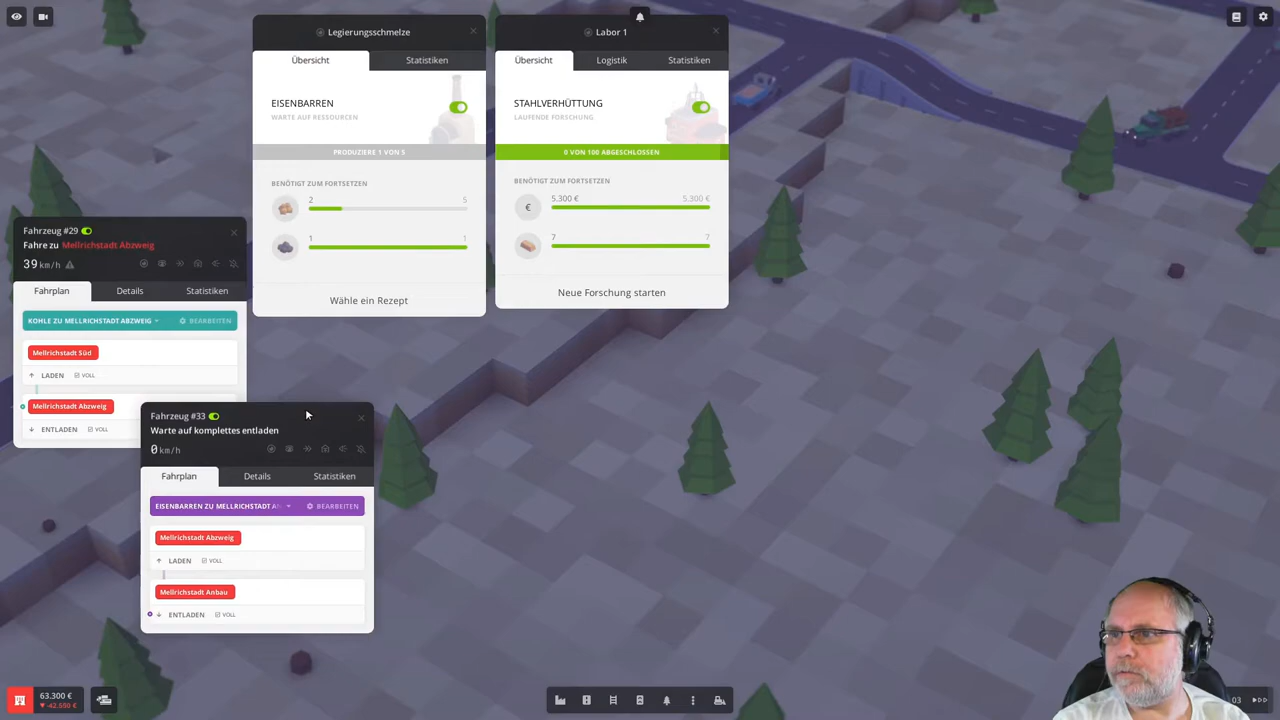 Legierungsschmelze
Übersicht
Statistiken
EISENBARREN
WARTE AUF RESSOURCEN
PRODUZIERE 1 VON 5
BENÖTIGT ZUM FORTSETZEN
2 5
1 1
Wähle ein Rezept
Labor 1
Übersicht
Logistik
Statistiken
STAHLVERHÜTTUNG
LAUFENDE FORSCHUNG
0 VON 100 ABGESCHLOSSEN
BENÖTIGT ZUM FORTSETZEN
€
5.300 € 5.300 €
7 7
Neue Forschung starten
Fahrzeug #29
Fahre zu Mellrichstadt Abzweig
39 km/h
Fahrplan
Details
Statistiken
KOHLE ZU MELLRICHSTADT ABZWEIG
BEARBEITEN
Mellrichstadt Süd
LADEN VOLL
Mellrichstadt Abzweig
ENTLADEN VOLL
Fahrzeug #33
Warte auf komplettes entladen
0 km/h
Fahrplan
Details
Statistiken
EISENBARREN ZU MELLRICHSTADT AN
BEARBEITEN
Mellrichstadt Abzweig
LADEN VOLL
Mellrichstadt Anbau
ENTLADEN VOLL
63.300 €
-42.650 €
03